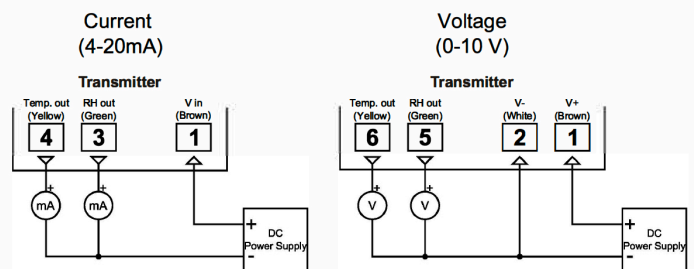 Current
(4-20mA)
Transmitter
Temp. out
(Yellow)
RH out
(Green)
V in
(Brown)
4
3
1
+
mA
+
mA
+
DC
Power Supply
-
Voltage
(0-10 V)
Transmitter
Temp. out
(Yellow)
RH out
(Green)
V-
(White)
V+
(Brown)
6
5
2
1
+
V
+
V
+
DC
Power Supply
-